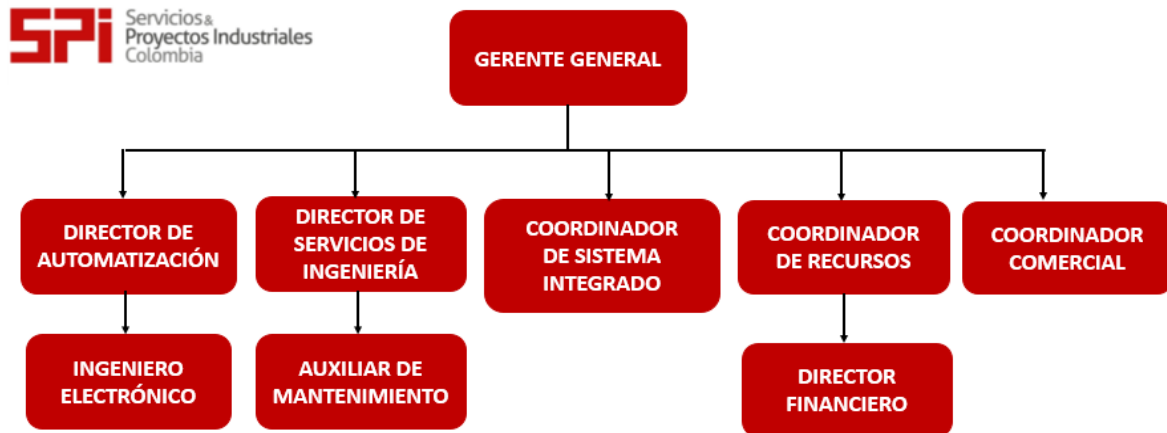 SPi
Servicios&
Proyectos Industriales
Colombia
GERENTE GENERAL
DIRECTOR DE
AUTOMATIZACIÓN
DIRECTOR DE
SERVICIOS DE
INGENIERÍA
COORDINADOR
DE SISTEMA
INTEGRADO
COORDINADOR
DE RECURSOS
COORDINADOR
COMERCIAL
INGENIERO
ELECTRÓNICO
AUXILIAR DE
MANTENIMIENTO
DIRECTOR
FINANCIERO